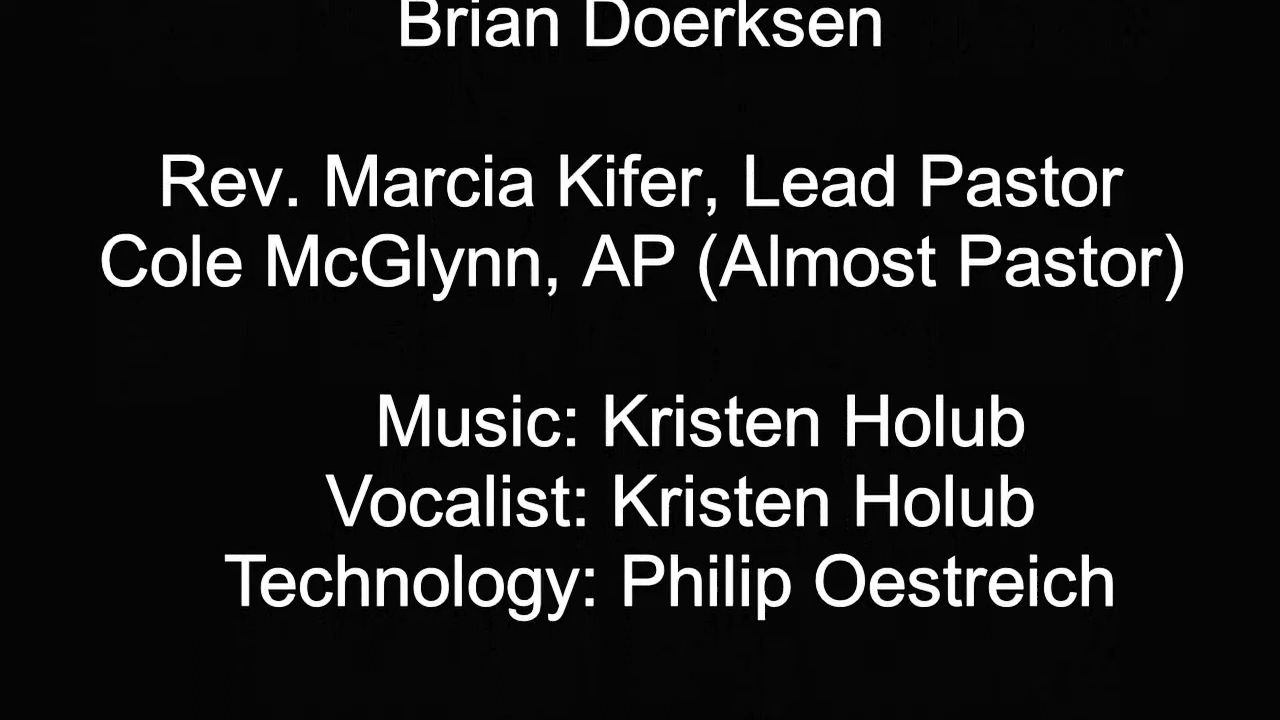 Brian Doerksen
Rev. Marcia Kifer, Lead Pastor
Cole McGlynn, AP (Almost Pastor)
Music: Kristen Holub
Vocalist: Kristen Holub
Technology: Philip Oestreich